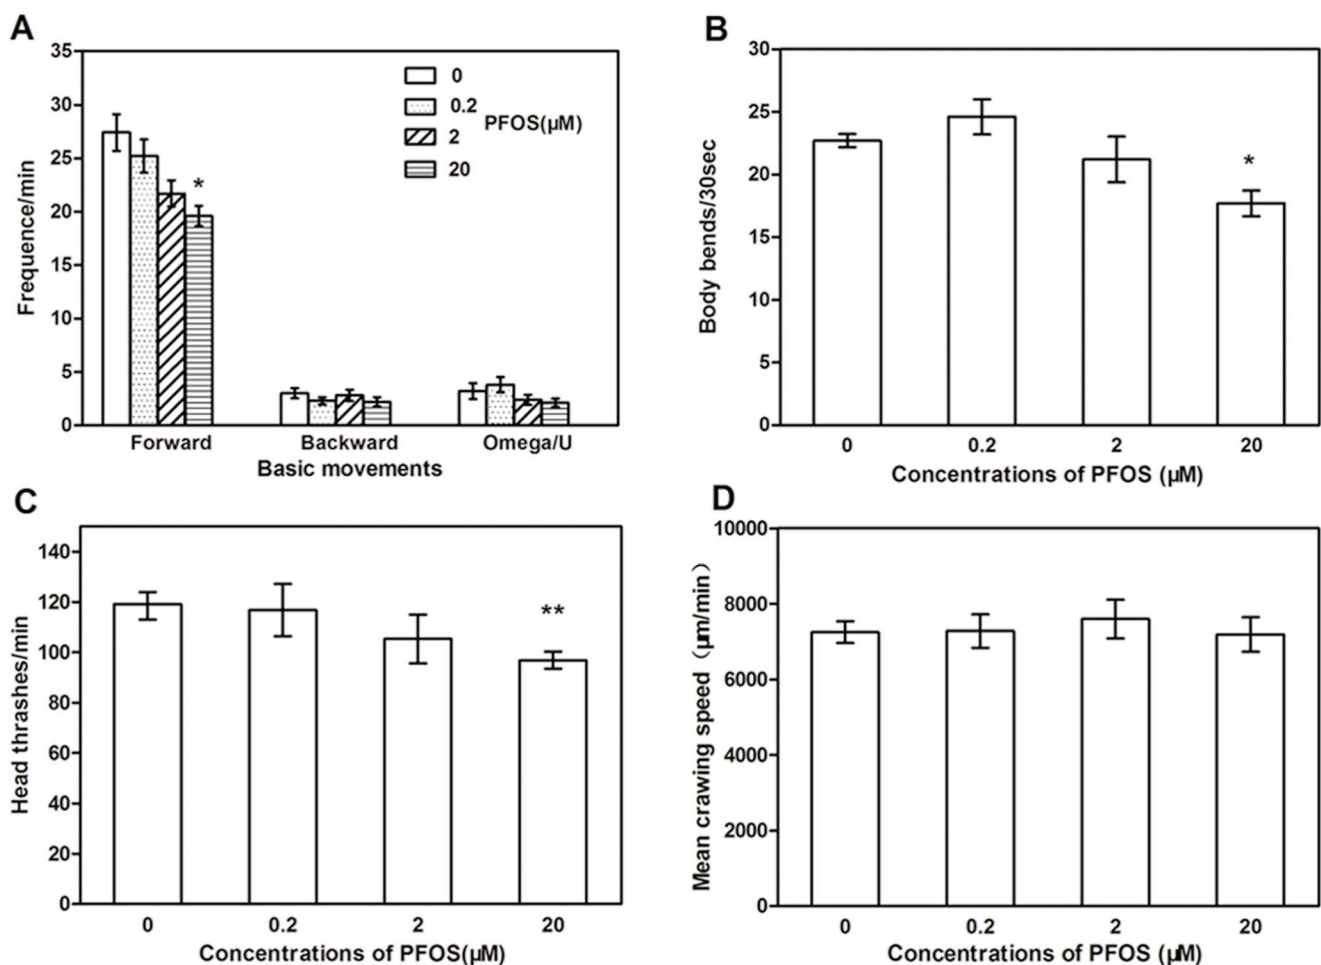 A
35
30
25
20
15
10
5
0
Frequence/min
0
0.2
2
20
PFOS(μM)
*
Forward Backward Omega/U
Basic movements
B
30
25
20
15
10
5
0
Body bends/30sec
*
0 0.2 2 20
Concentrations of PFOS (μM)
C
140
120
100
80
60
40
20
0
Head thrashes/min
**
0 0.2 2 20
Concentrations of PFOS(μM)
D
10000
8000
6000
4000
2000
0
Mean crawing speed（μm/min）
0 0.2 2 20
Concentrations of PFOS (μM)